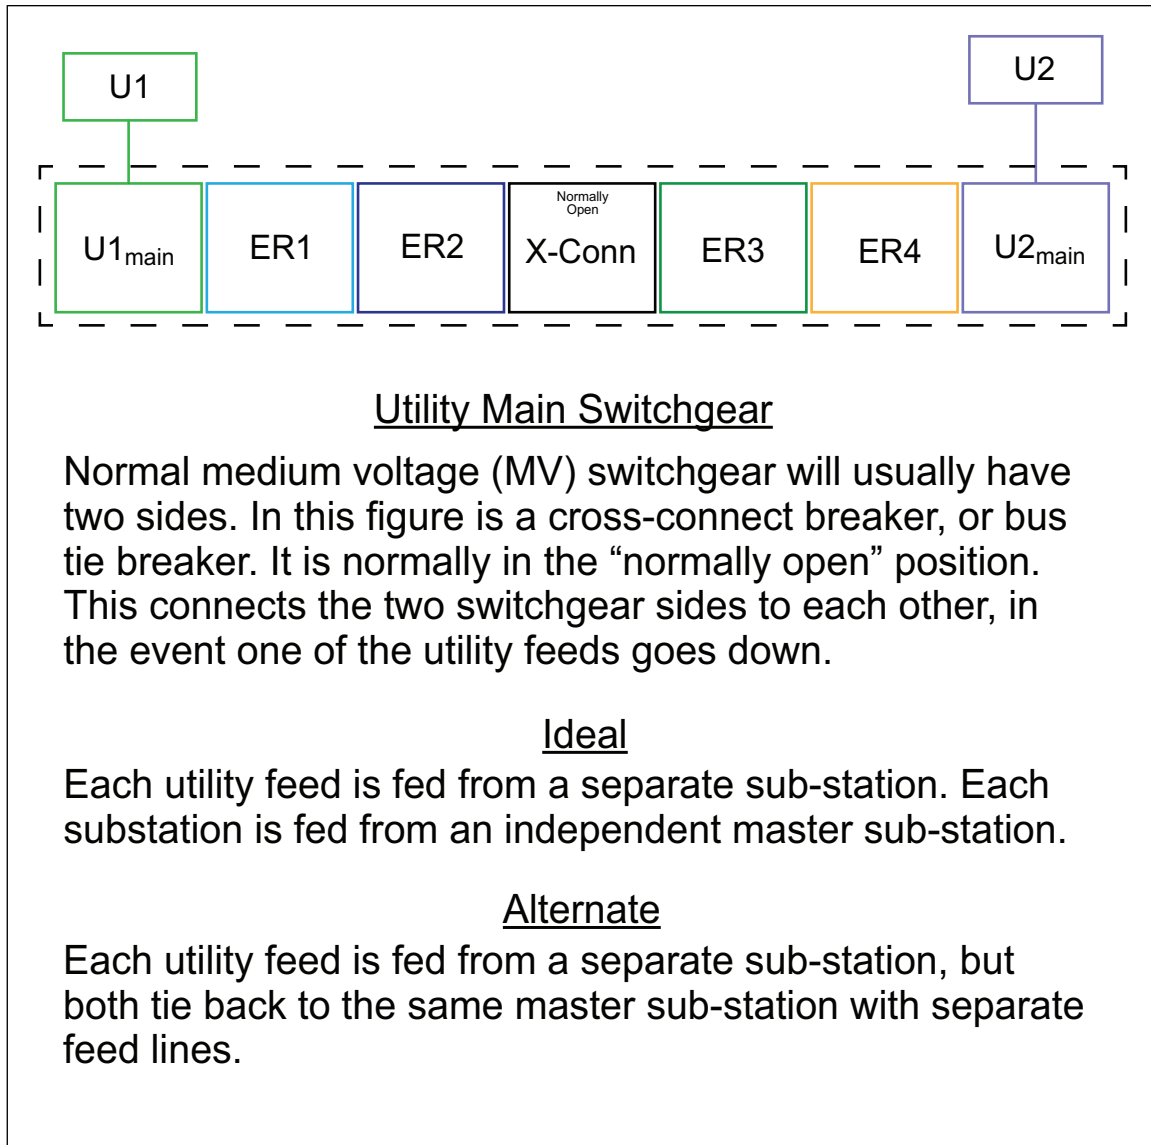 U1
U2
U1main
ER1
ER2
Normally
Open
X-Conn
ER3
ER4
U2main
Utility Main Switchgear
Normal medium voltage (MV) switchgear will usually have
two sides. In this figure is a cross-connect breaker, or bus
tie breaker. It is normally in the “normally open” position.
This connects the two switchgear sides to each other, in
the event one of the utility feeds goes down.
Ideal
Each utility feed is fed from a separate sub-station. Each
substation is fed from an independent master sub-station.
Alternate
Each utility feed is fed from a separate sub-station, but
both tie back to the same master sub-station with separate
feed lines.